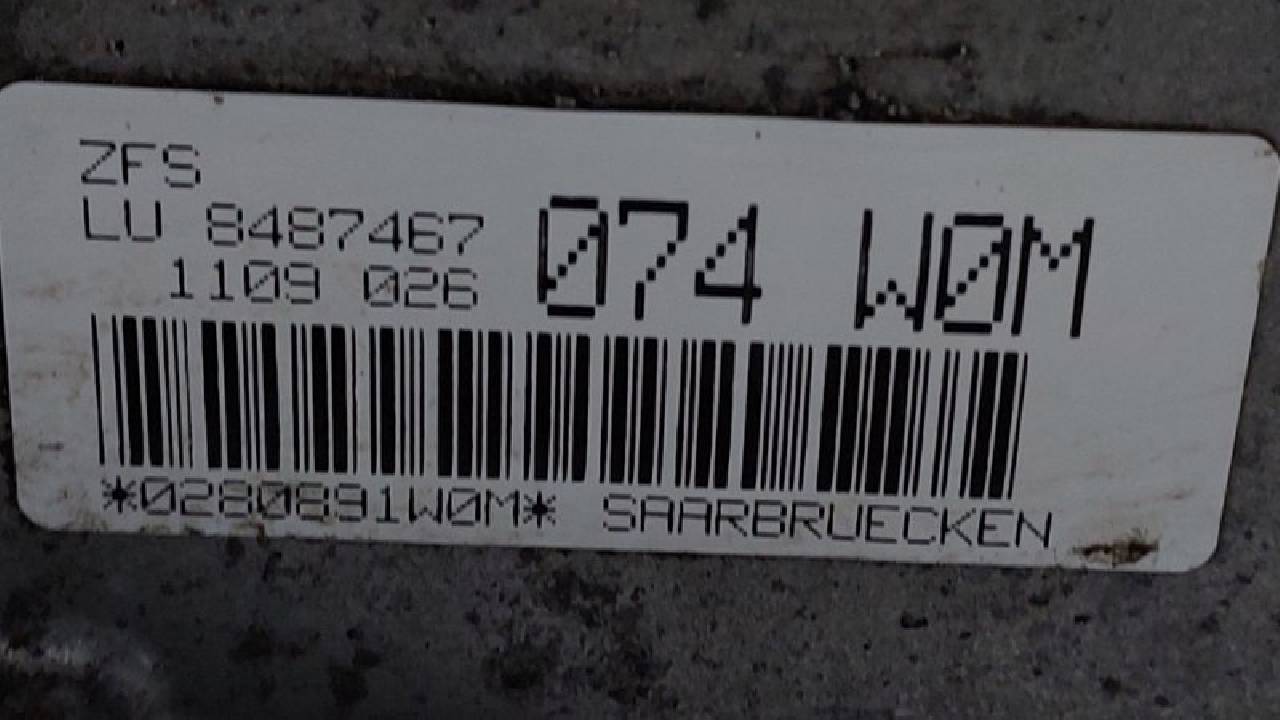 ZFS
LU 8487467 074 W0M
1109 026
*0280891W0M* SAARBRUECKEN